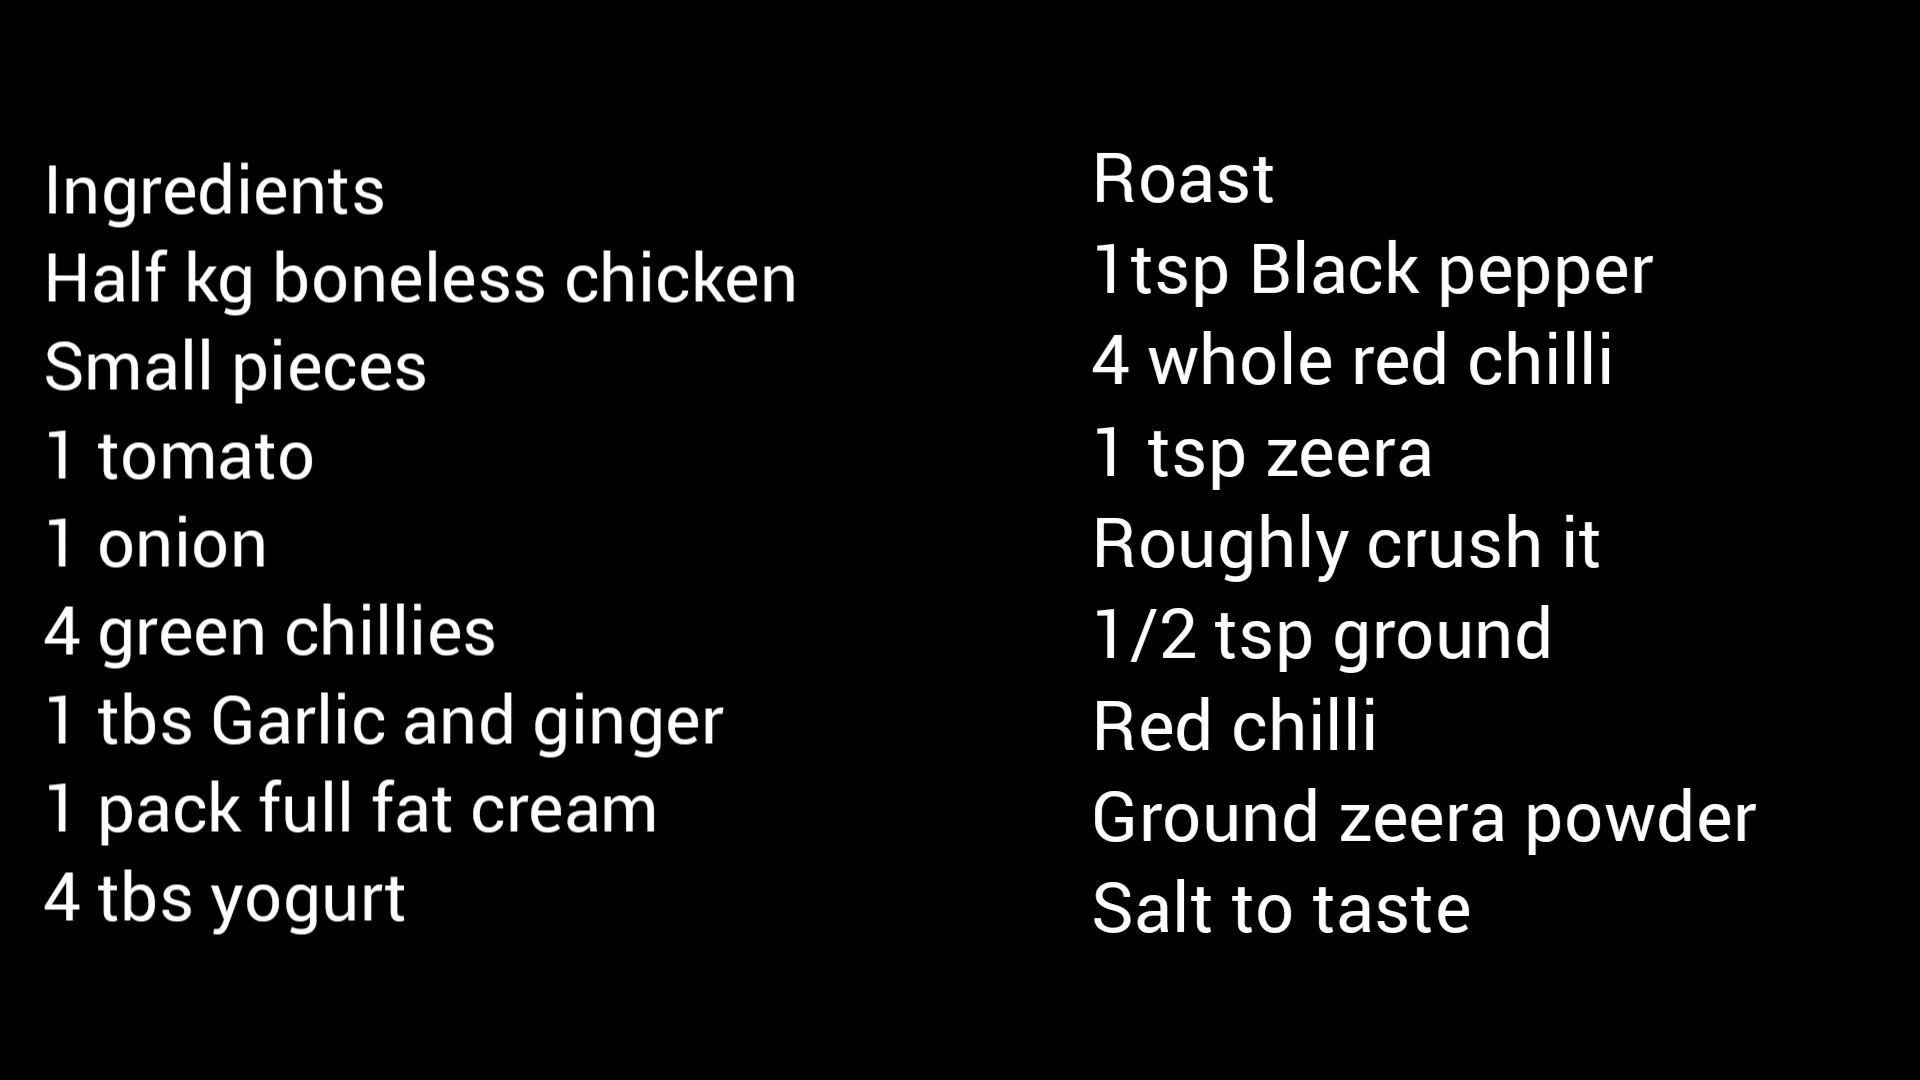 Ingredients
Half kg boneless chicken
Small pieces
1 tomato
1 onion
4 green chillies
1 tbs Garlic and ginger
1 pack full fat cream
4 tbs yogurt
Roast
1tsp Black pepper
4 whole red chilli
1 tsp zeera
Roughly crush it
1/2 tsp ground
Red chilli
Ground zeera powder
Salt to taste